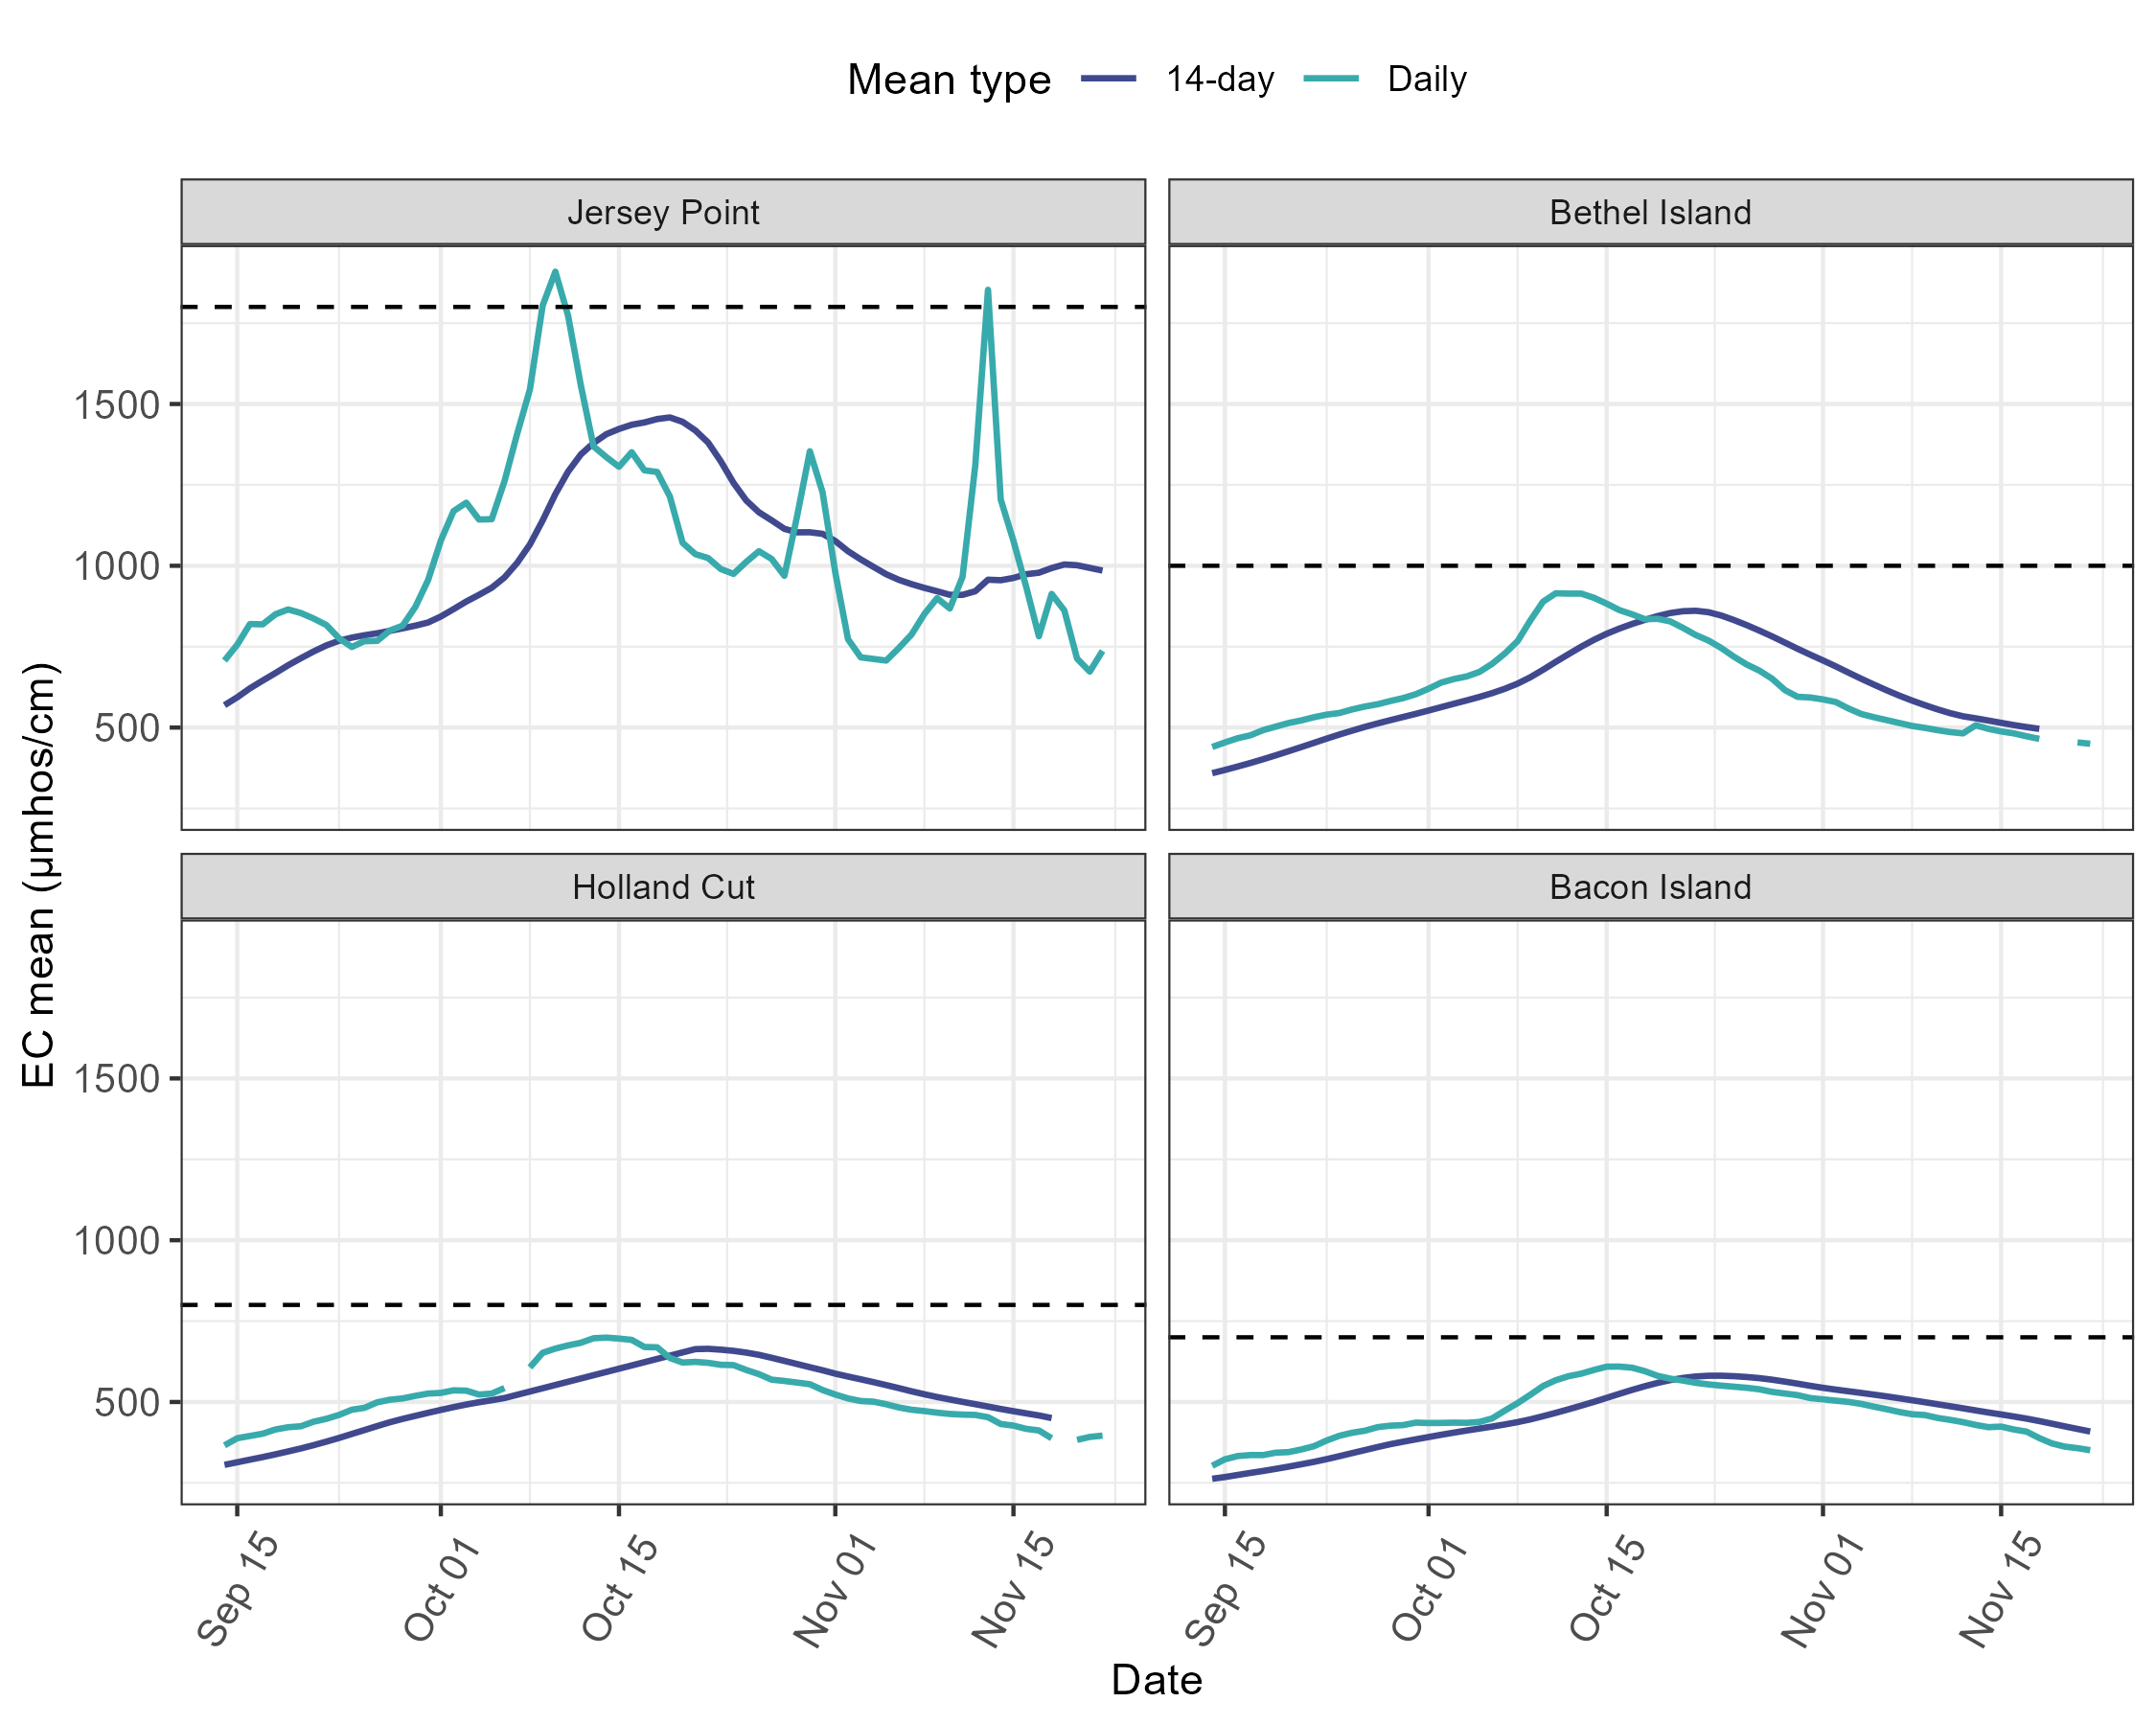 Mean type 14-day Daily
Jersey Point Bethel Island
1500
1000
500
Holland Cut Bacon Island
1500
1000
500
EC mean (µmhos/cm)
Sep 15 Oct 01 Oct 15 Nov 01 Nov 15 Sep 15 Oct 01 Oct 15 Nov 01 Nov 15
Date